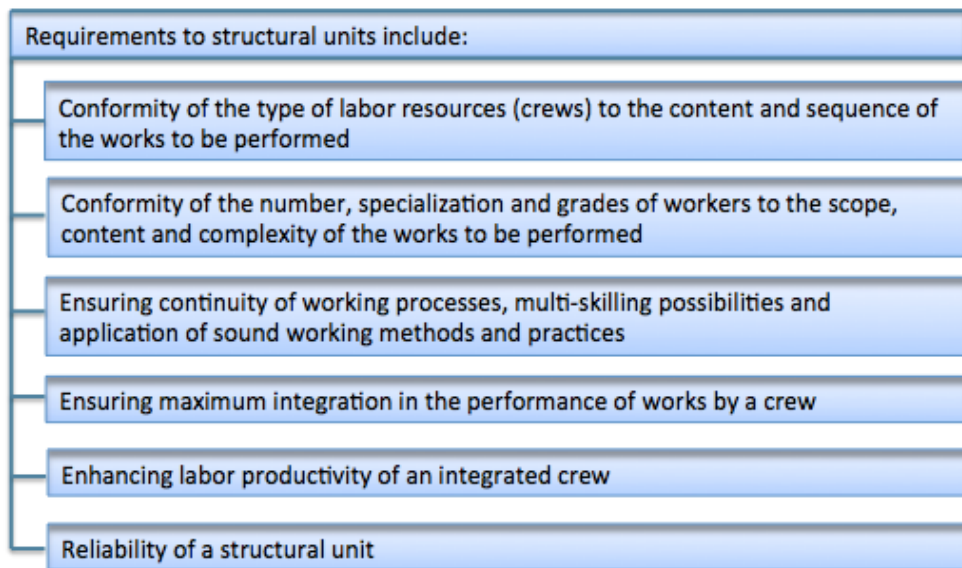 Requirements to structural units include:
Conformity of the type of labor resources (crews) to the content and sequence of
the works to be performed
Conformity of the number, specialization and grades of workers to the scope,
content and complexity of the works to be performed
Ensuring continuity of working processes, multi-skilling possibilities and
application of sound working methods and practices
Ensuring maximum integration in the performance of works by a crew
Enhancing labor productivity of an integrated crew
Reliability of a structural unit